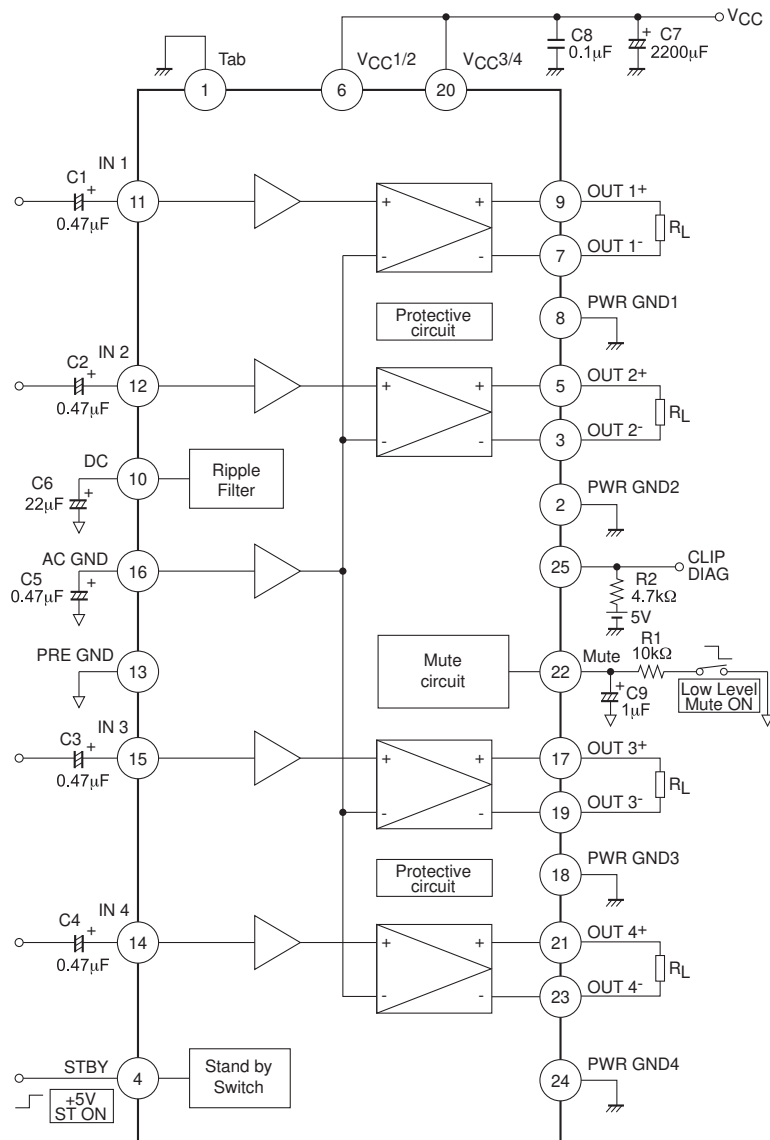 VCC
C8
0.1µF
+
C7
2200µF
Tab
VCC1/2
VCC3/4
1
6
20
IN 1
C1
+
0.47µF
11
+
-
+
-
9
OUT 1+
7
OUT 1-
RL
Protective
circuit
8
PWR GND1
IN 2
C2
+
0.47µF
12
+
-
+
-
5
OUT 2+
3
OUT 2-
RL
DC
10
Ripple
Filter
C6
22µF
+
2
PWR GND2
AC GND
16
C5
0.47µF
+
25
CLIP
DIAG
R2
4.7kΩ
5V
PRE GND
13
Mute
circuit
22
Mute
R1
10kΩ
+
C9
1µF
Low Level
Mute ON
IN 3
C3
+
0.47µF
15
+
-
+
-
17
OUT 3+
19
OUT 3-
RL
Protective
circuit
18
PWR GND3
IN 4
C4
+
0.47µF
14
+
-
+
-
21
OUT 4+
23
OUT 4-
RL
STBY
4
Stand by
Switch
+5V
ST ON
24
PWR GND4